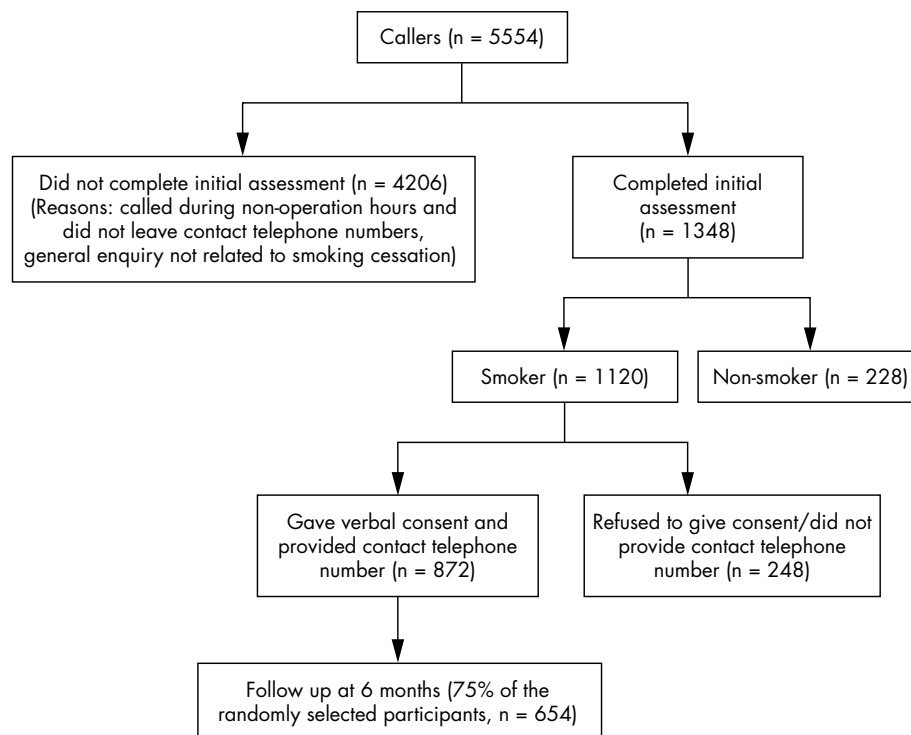 Callers (n = 5554)
Did not complete initial assessment (n = 4206)
(Reasons: called during non-operation hours and
did not leave contact telephone numbers,
general enquiry not related to smoking cessation)
Completed initial
assessment
(n = 1348)
Smoker (n = 1120)
Non-smoker (n = 228)
Gave verbal consent and
provided contact telephone
number (n = 872)
Refused to give consent/did not
provide contact telephone
number (n = 248)
Follow up at 6 months (75% of the
randomly selected participants, n = 654)